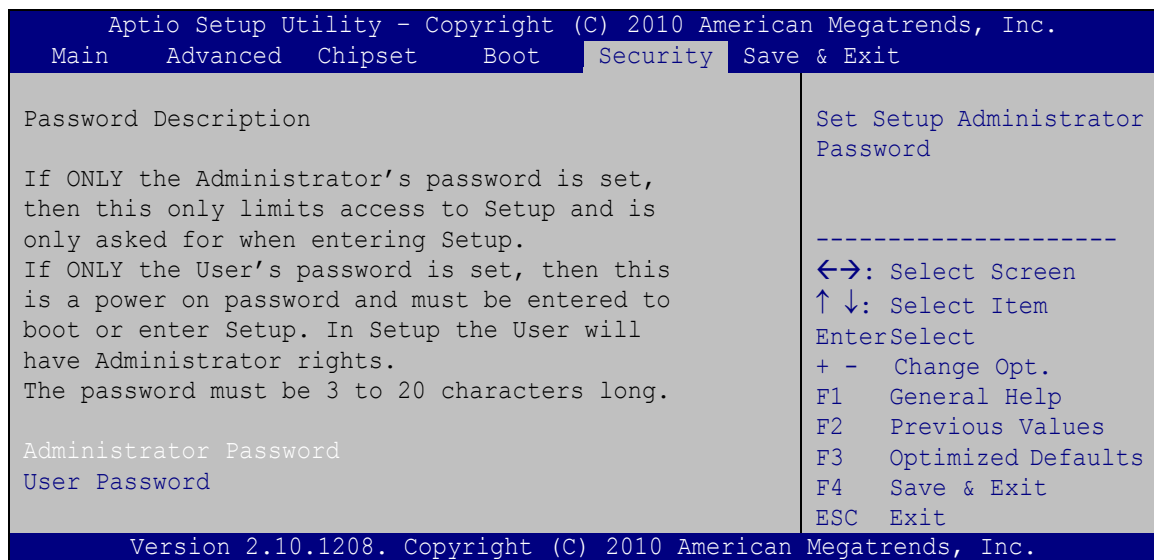 Aptio Setup Utility – Copyright (C) 2010 American Megatrends, Inc.
Main Advanced Chipset Boot Security Save & Exit
Password Description
If ONLY the Administrator’s password is set,
then this only limits access to Setup and is
only asked for when entering Setup.
If ONLY the User’s password is set, then this
is a power on password and must be entered to
boot or enter Setup. In Setup the User will
have Administrator rights.
The password must be 3 to 20 characters long.
Administrator Password
User Password
Set Setup Administrator
Password
---------------------
←→: Select Screen
↑ ↓: Select Item
EnterSelect
+ - Change Opt.
F1 General Help
F2 Previous Values
F3 Optimized Defaults
F4 Save & Exit
ESC Exit
Version 2.10.1208. Copyright (C) 2010 American Megatrends, Inc.